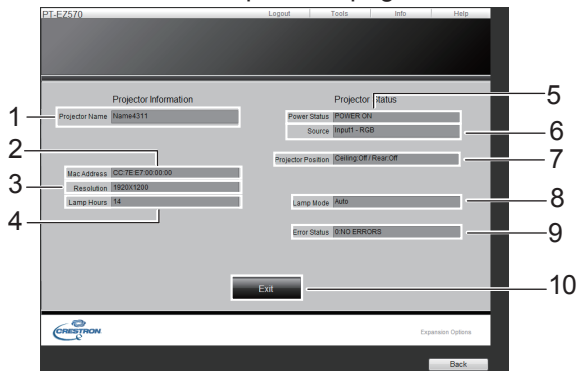 PT-EZ570
Logout Tools Info Help
Projector Information
Projector Status
5
1
Projector Name Name4311
Power Status POWER ON
Source Input1 - RGB
6
2
Projector Position Ceiling:Off / Rear:Off
7
Mac Address CC:7E:E7:00:00:00
3
Resolution 1920X1200
Lamp Hours 14
Lamp Mode Auto
8
4
Error Status 0:NO ERRORS
9
Exit
10
CRESTRON
Expansion Options
Back